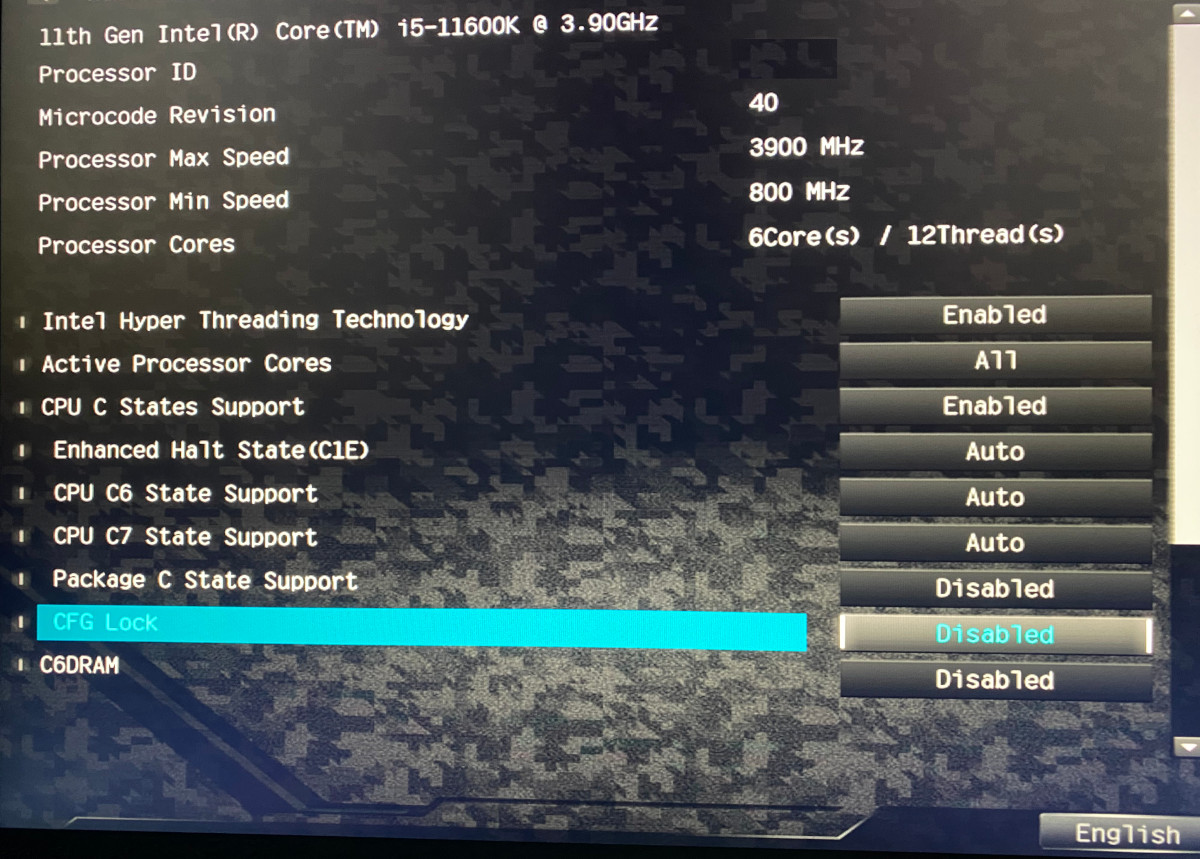 11th Gen Intel(R) Core(TM) i5-11600K @ 3.90GHz
Processor ID
Microcode Revision 40
Processor Max Speed 3900 MHz
Processor Min Speed 800 MHz
Processor Cores 6Core(s) / 12Thread(s)
Intel Hyper Threading Technology Enabled
Active Processor Cores All
CPU C States Support Enabled
Enhanced Halt State(C1E) Auto
CPU C6 State Support Auto
CPU C7 State Support Auto
Package C State Support Disabled
CFG Lock Disabled
C6DRAM Disabled
English